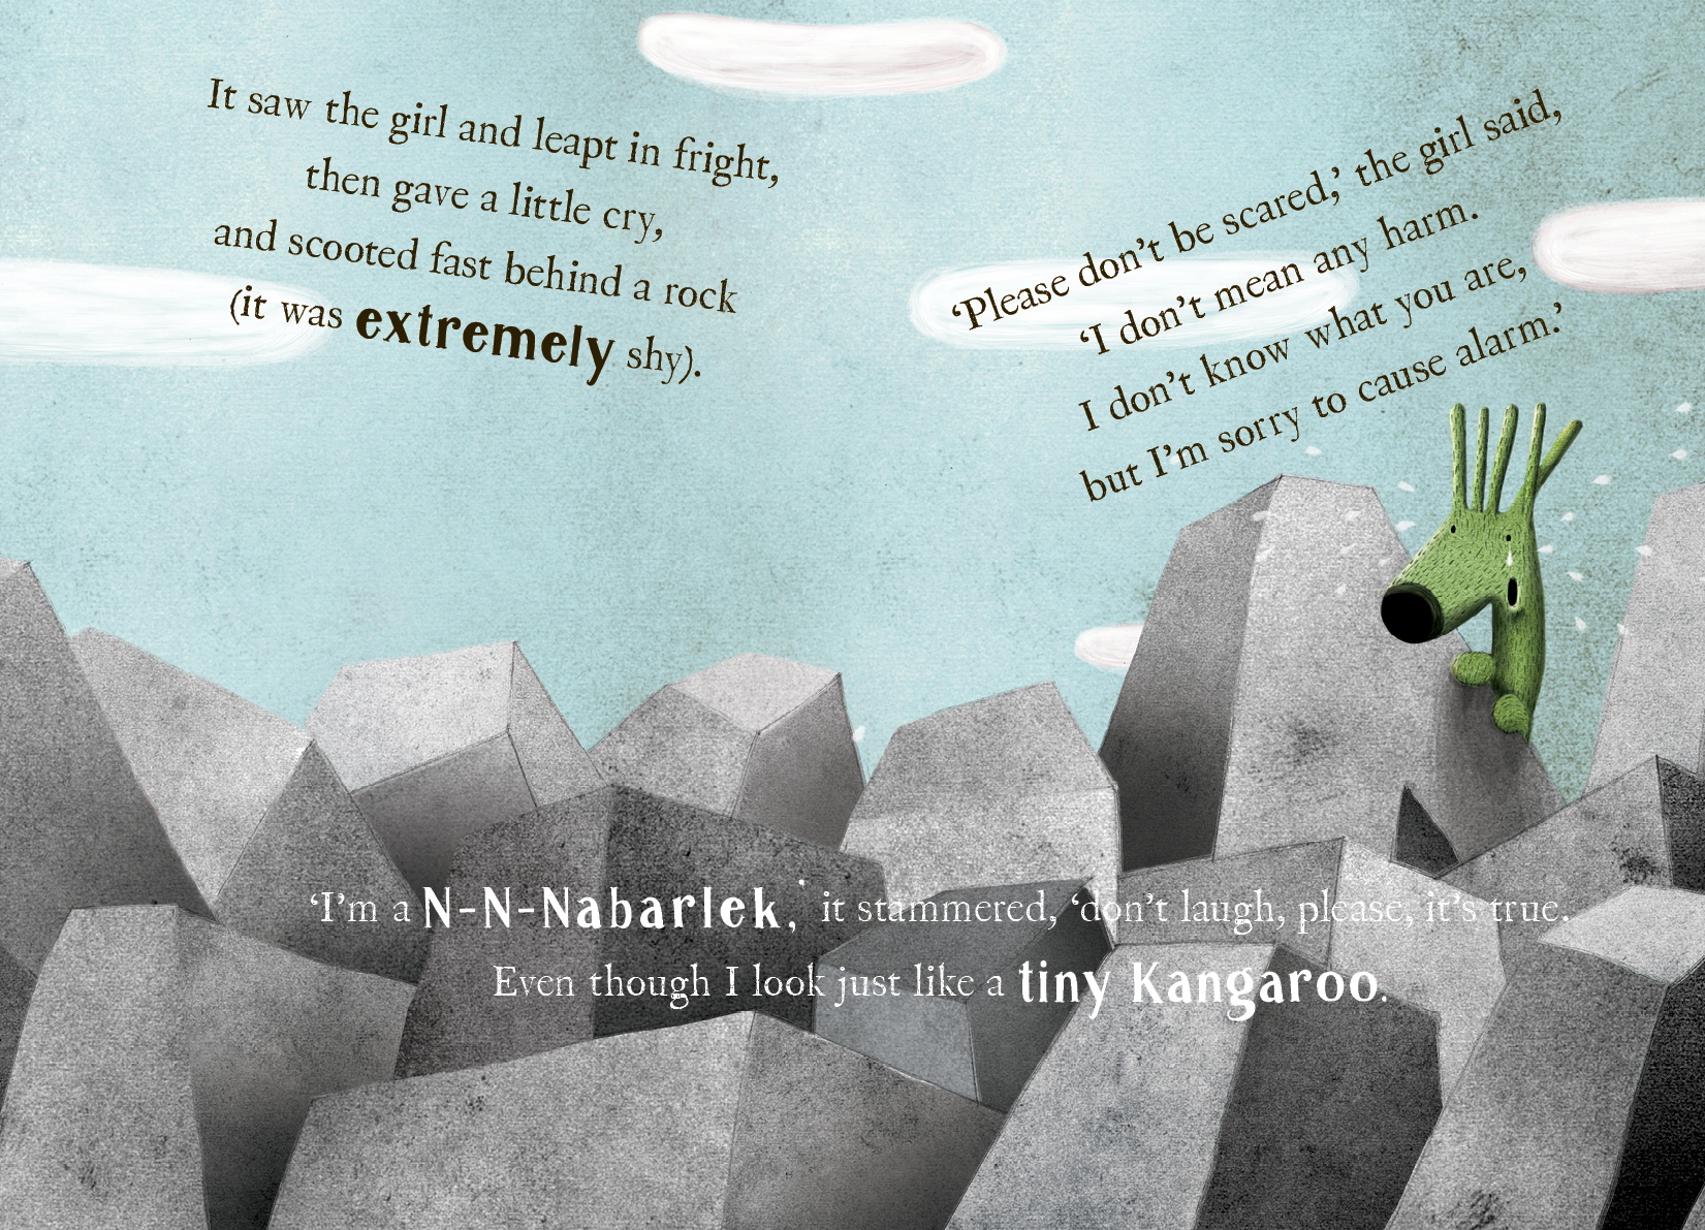 It saw the girl and leapt in fright,
then gave a little cry,
and scooted fast behind a rock
(it was extremely shy).
‘Please don’t be scared,’ the girl said,
‘I don’t mean any harm.
I don’t know what you are,
but I’m sorry to cause alarm.’
‘I’m a N-N-Nabarlek,’ it stammered, ‘don’t laugh, please, it’s true.
Even though I look just like a tiny Kangaroo.